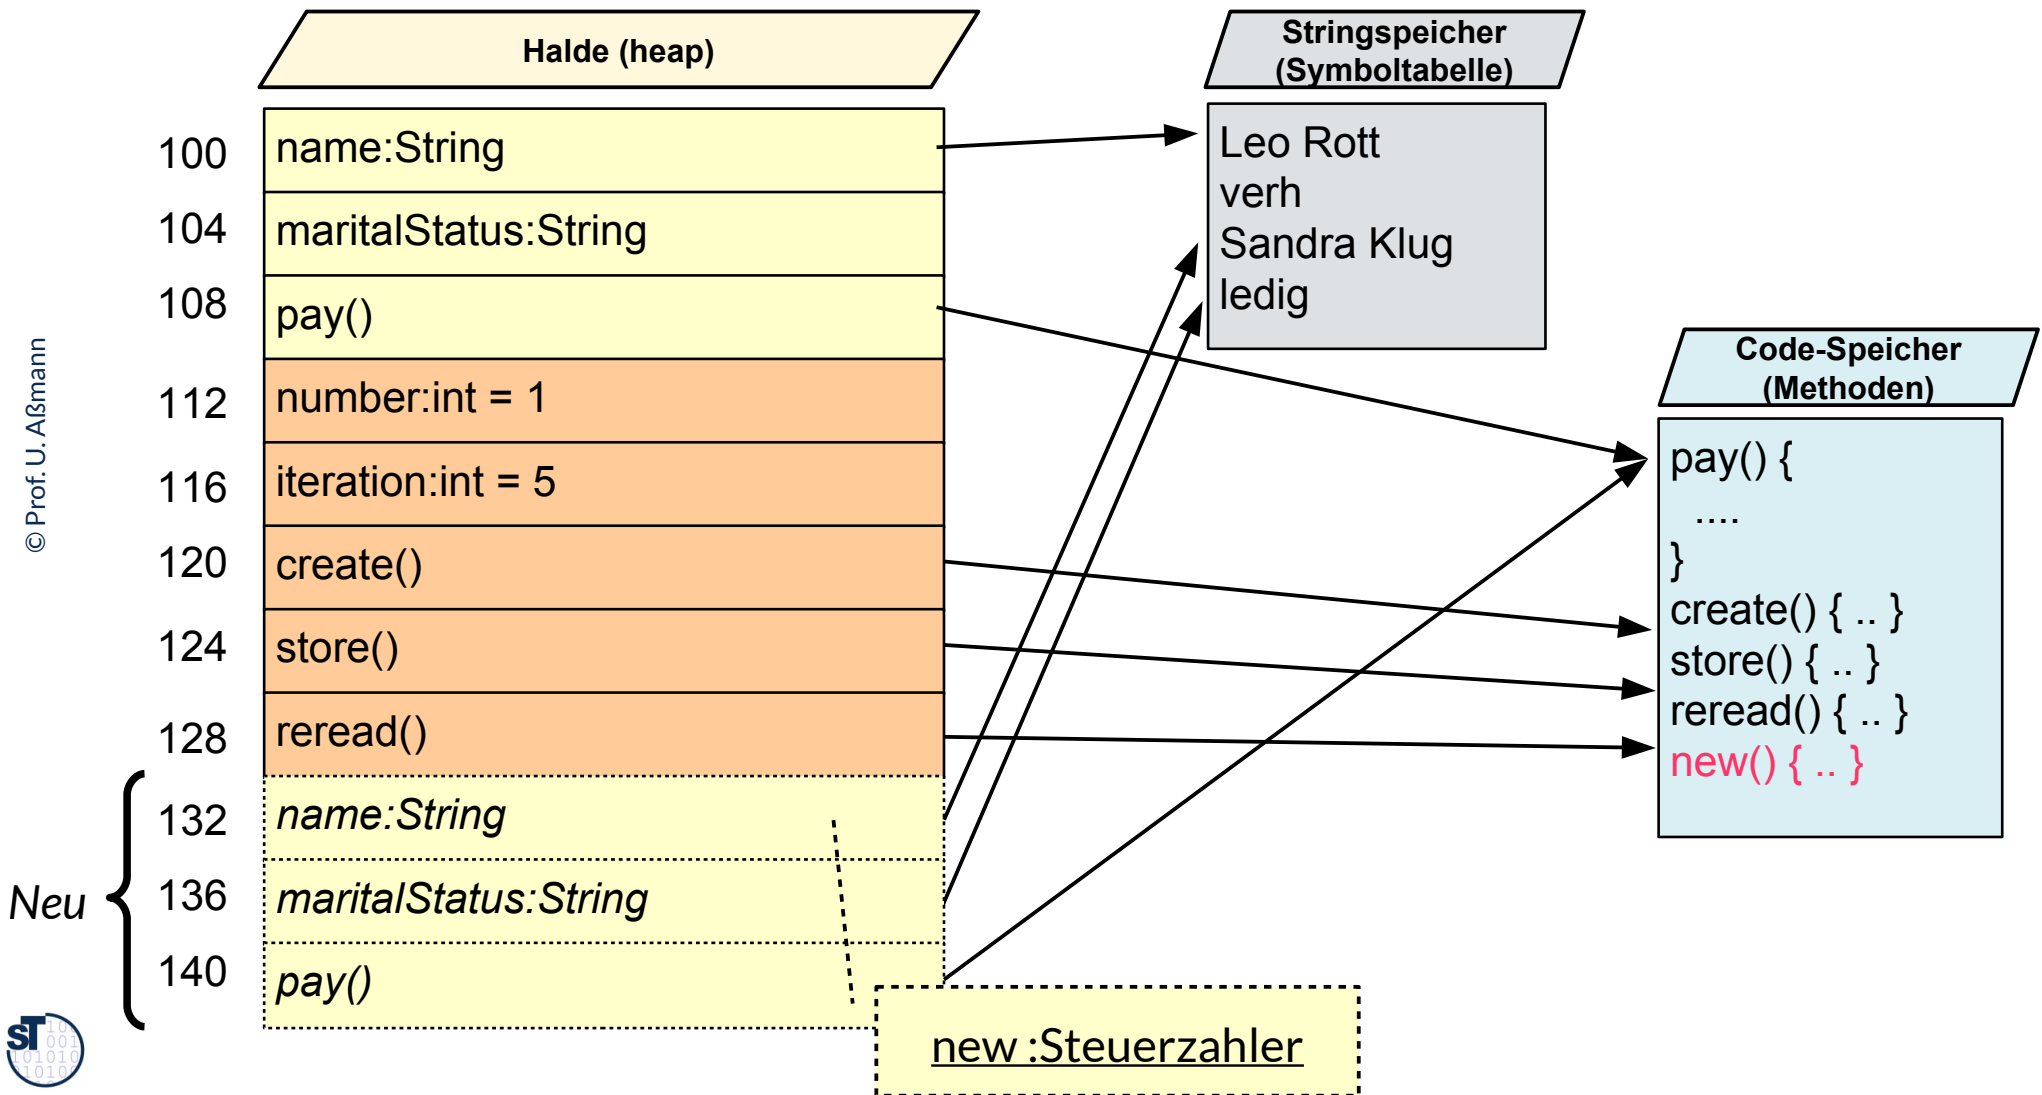 Halde (heap)
Stringspeicher
(Symboltabelle)
100 name:String
104 maritalStatus:String
108 pay()
112 number:int = 1
116 iteration:int = 5
120 create()
124 store()
128 reread()
132 name:String
136 maritalStatus:String
140 pay()
Neu
Leo Rott
verh
Sandra Klug
ledig
Code-Speicher
(Methoden)
pay() {
....
}
create() { .. }
store() { .. }
reread() { .. }
new() { .. }
new :Steuerzahler
© Prof. U. Aßmann
ST